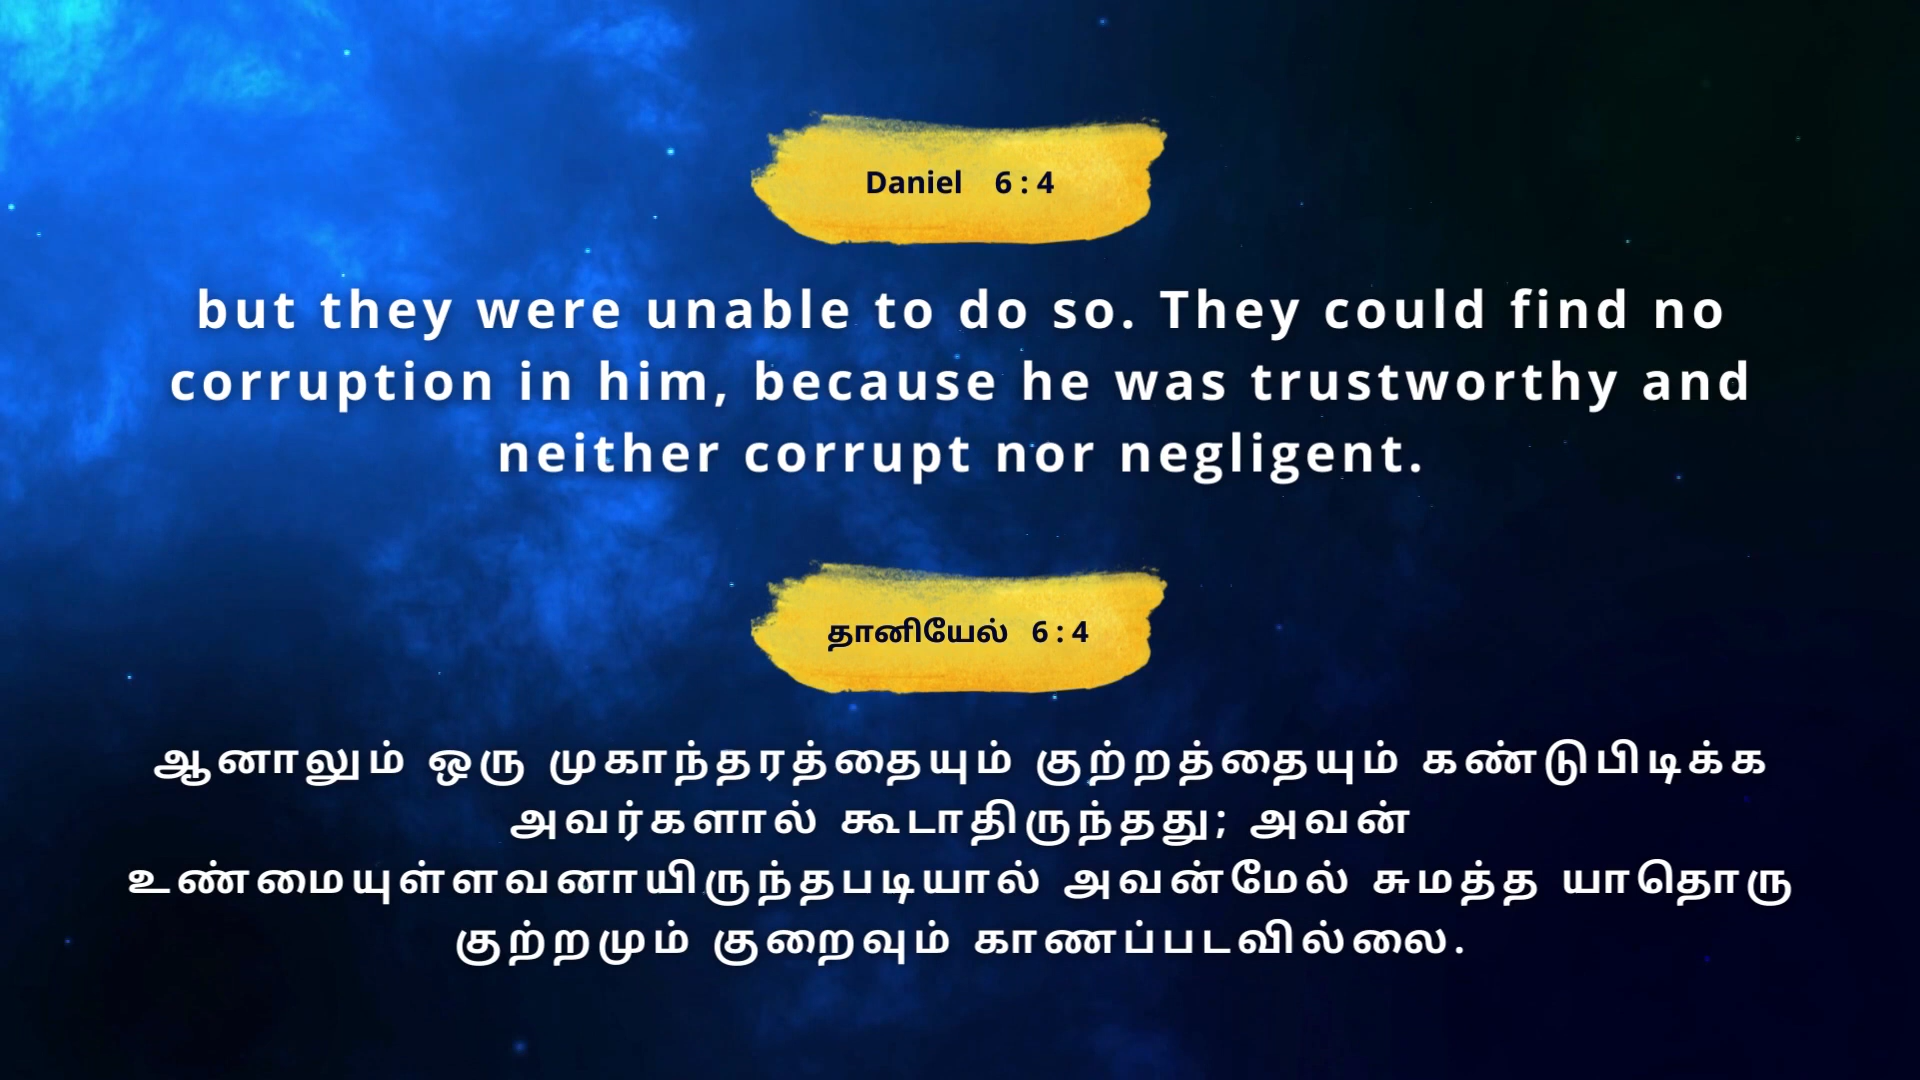 Daniel 6 : 4
but they were unable to do so. They could find no
corruption in him, because he was trustworthy and
neither corrupt nor negligent.
தானியேல் 6 : 4
ஆனாலும் ஒரு முகாந்தரத்தையும் குற்றத்தையும் கண்டுபிடிக்க
அவர்களால் கூடாதிருந்தது; அவன்
உண்மையுள்ளவனாயிருந்தபடியால் அவன்மேல் சுமத்த யாதொரு
குற்றமும் குறைவும் காணப்படவில்லை.